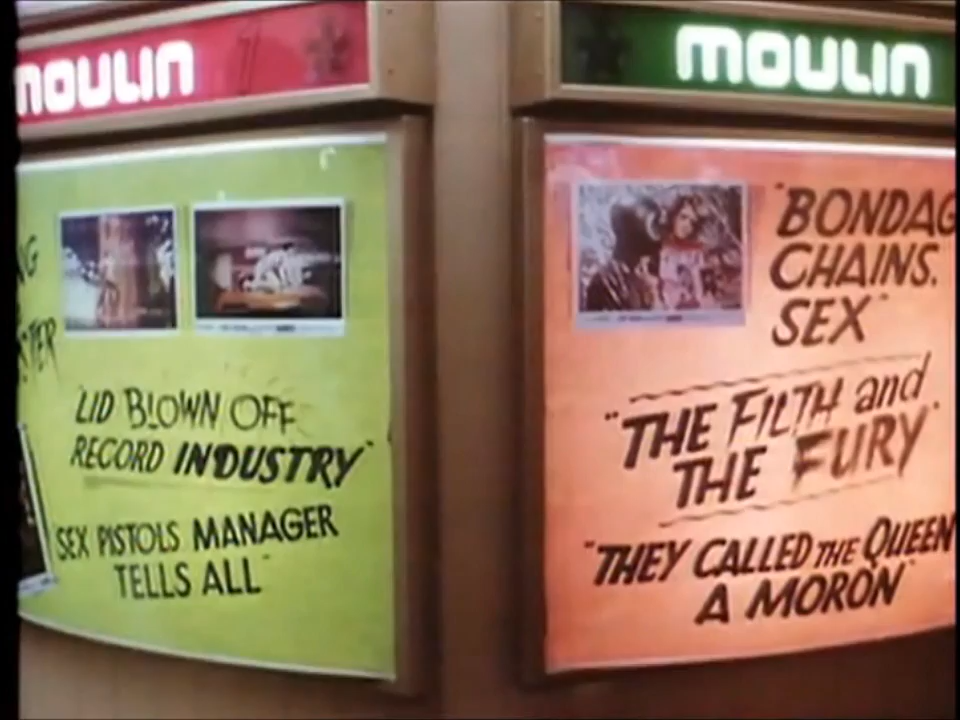 MOULIN
LID BLOWN OFF
RECORD INDUSTRY"
"SEX PISTOLS MANAGER
TELLS ALL"
MOULIN
"BONDAG
CHAINS.
SEX"
"THE FILTH and
THE FURY"
"THEY CALLED THE QUEEN
A MORON"